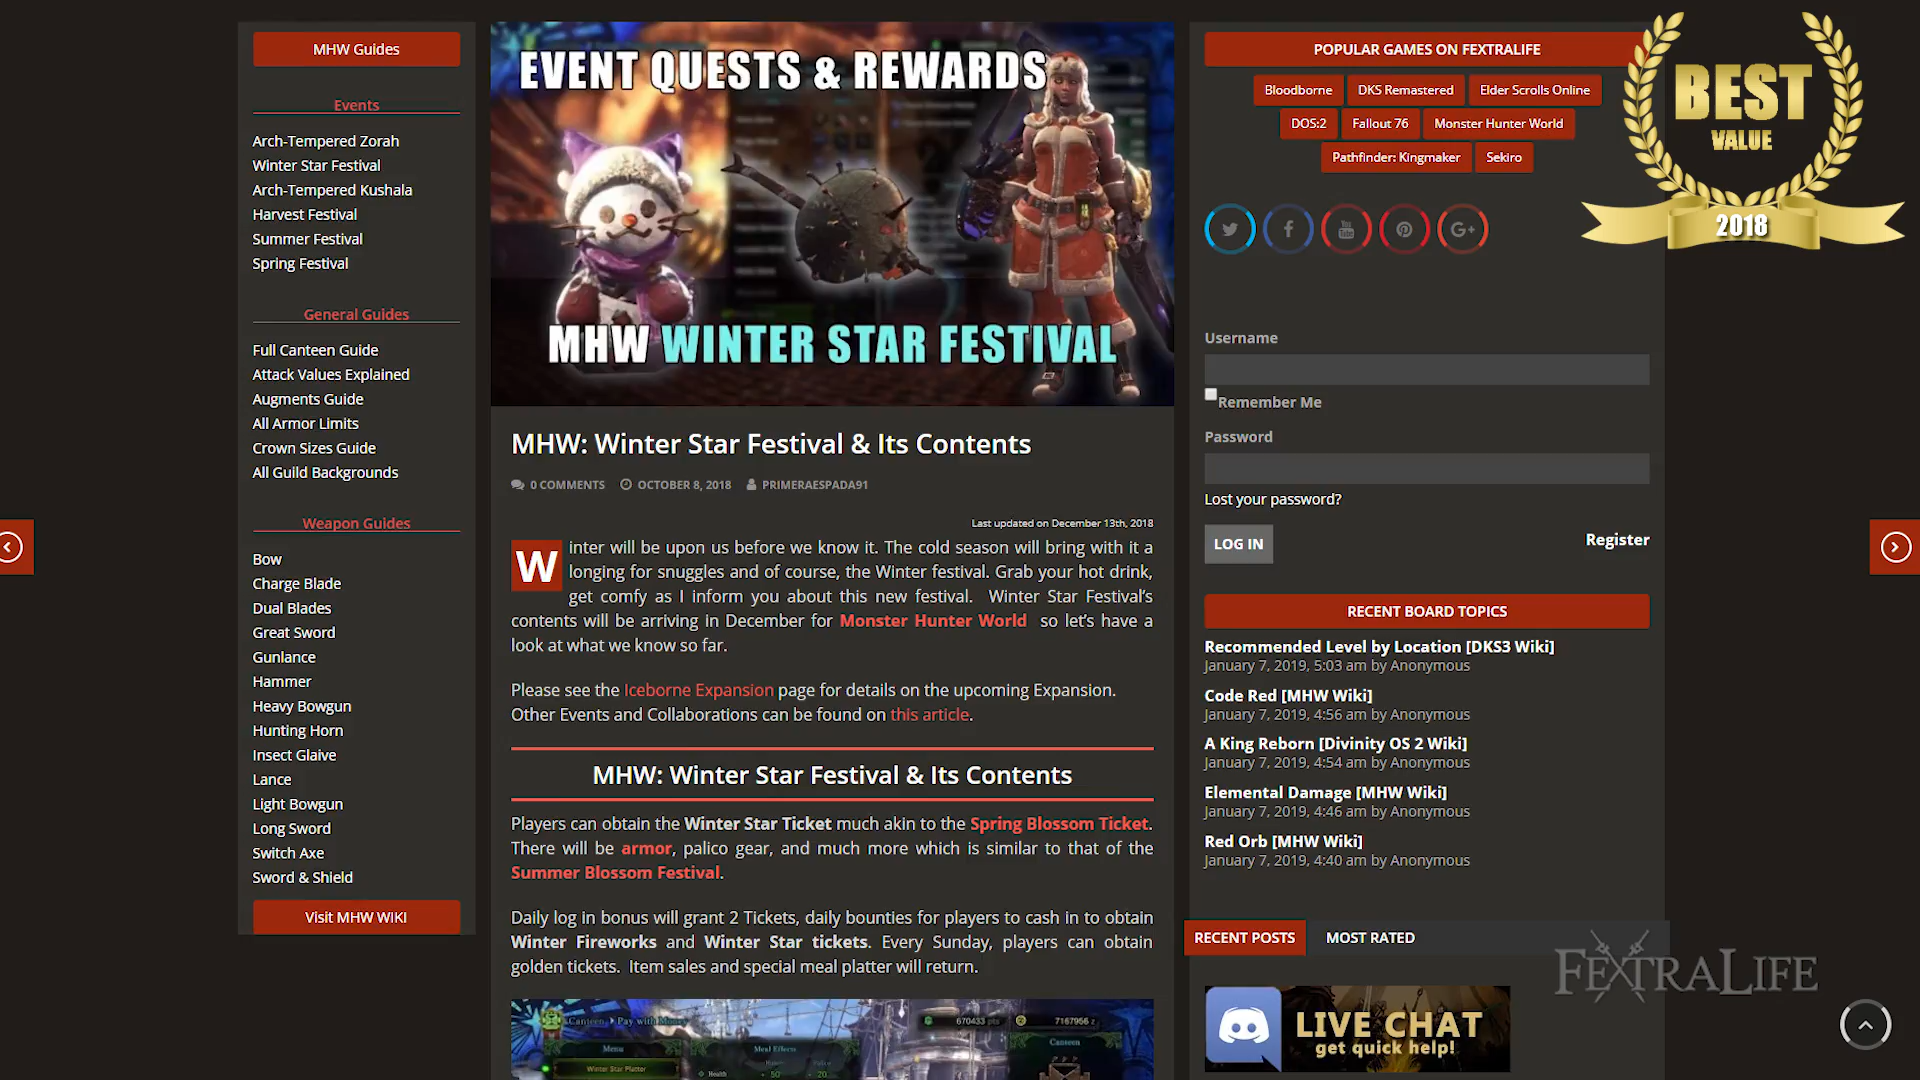 MHW Guides
Events
Arch-Tempered Zorah
Winter Star Festival
Arch-Tempered Kushala
Harvest Festival
Summer Festival
Spring Festival
General Guides
Full Canteen Guide
Attack Values Explained
Augments Guide
All Armor Limits
Crown Sizes Guide
All Guild Backgrounds
Weapon Guides
Bow
Charge Blade
Dual Blades
Great Sword
Gunlance
Hammer
Heavy Bowgun
Hunting Horn
Insect Glaive
Lance
Light Bowgun
Long Sword
Switch Axe
Sword & Shield
Visit MHW WIKI
EVENT QUESTS & REWARDS
MHW WINTER STAR FESTIVAL
MHW: Winter Star Festival & Its Contents
0 COMMENTS OCTOBER 8, 2018 PRIMERAESPADA91
Last updated on December 13th, 2018
Winter will be upon us before we know it. The cold season will bring with it a
longing for snuggles and of course, the Winter festival. Grab your hot drink,
get comfy as I inform you about this new festival. Winter Star Festival's
contents will be arriving in December for Monster Hunter World so let's have a
look at what we know so far.
Please see the Iceborne Expansion page for details on the upcoming Expansion.
Other Events and Collaborations can be found on this article.
MHW: Winter Star Festival & Its Contents
Players can obtain the Winter Star Ticket much akin to the Spring Blossom Ticket.
There will be armor, palico gear, and much more which is similar to that of the
Summer Blossom Festival.
Daily log in bonus will grant 2 Tickets, daily bounties for players to cash in to obtain
Winter Fireworks and Winter Star tickets. Every Sunday, players can obtain
golden tickets. Item sales and special meal platter will return.
Canteen Pay with Money
670433 pts 7167956 z
Menu
Meal Effects
Canteen
Winter Star Platter
Health 50 20
POPULAR GAMES ON FEXTRALIFE
Bloodborne DKS Remastered Elder Scrolls Online
DOS:2 Fallout 76 Monster Hunter World
Pathfinder: Kingmaker Sekiro
You Tube
G+
BEST
VALUE
2018
Username
Remember Me
Password
Lost your password?
LOG IN
Register
RECENT BOARD TOPICS
Recommended Level by Location [DKS3 Wiki]
January 7, 2019, 5:03 am by Anonymous
Code Red [MHW Wiki]
January 7, 2019, 4:56 am by Anonymous
A King Reborn [Divinity OS 2 Wiki]
January 7, 2019, 4:54 am by Anonymous
Elemental Damage [MHW Wiki]
January 7, 2019, 4:46 am by Anonymous
Red Orb [MHW Wiki]
January 7, 2019, 4:40 am by Anonymous
RECENT POSTS MOST RATED
FEXTRALIFE
LIVE CHAT
get quick help!